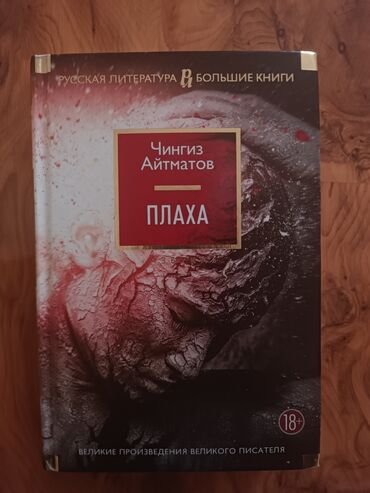 РУССКАЯ ЛИТЕРАТУРА БОЛЬШИЕ КНИГИ
Чингиз
Айтматов
ПЛАХА
18+
ВЕЛИКИЕ ПРОИЗВЕДЕНИЯ ВЕЛИКОГО ПИСАТЕЛЯ